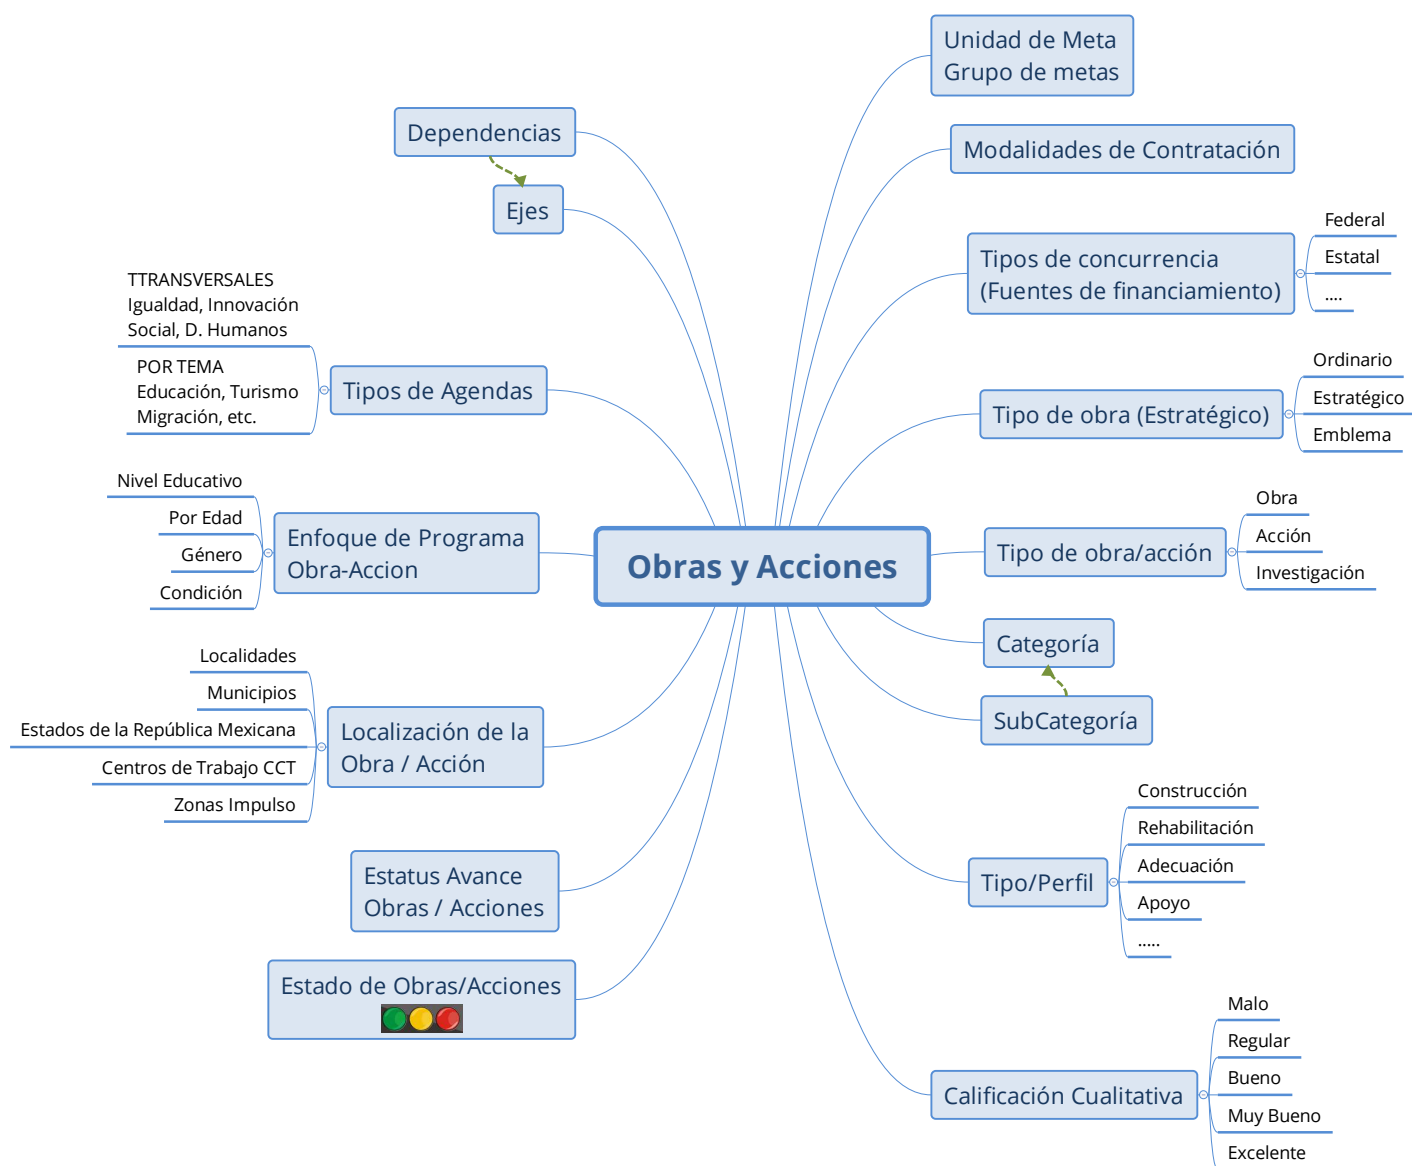 Unidad de Meta
Grupo de metas
Dependencias
Modalidades de Contratación
Ejes
Tipos de concurrencia
(Fuentes de financiamiento)
Federal
Estatal
....
TTRANSVERSALES
Igualdad, Innovación
Social, D. Humanos
POR TEMA
Educación, Turismo
Migración, etc.
Tipos de Agendas
Tipo de obra (Estratégico)
Ordinario
Estratégico
Emblema
Nivel Educativo
Por Edad
Género
Condición
Enfoque de Programa
Obra-Accion
Obras y Acciones
Tipo de obra/acción
Obra
Acción
Investigación
Categoría
SubCategoría
Localidades
Municipios
Estados de la República Mexicana
Centros de Trabajo CCT
Zonas Impulso
Localización de la
Obra / Acción
Tipo/Perfil
Construcción
Rehabilitación
Adecuación
Apoyo
.....
Estatus Avance
Obras / Acciones
Estado de Obras/Acciones
Calificación Cualitativa
Malo
Regular
Bueno
Muy Bueno
Excelente